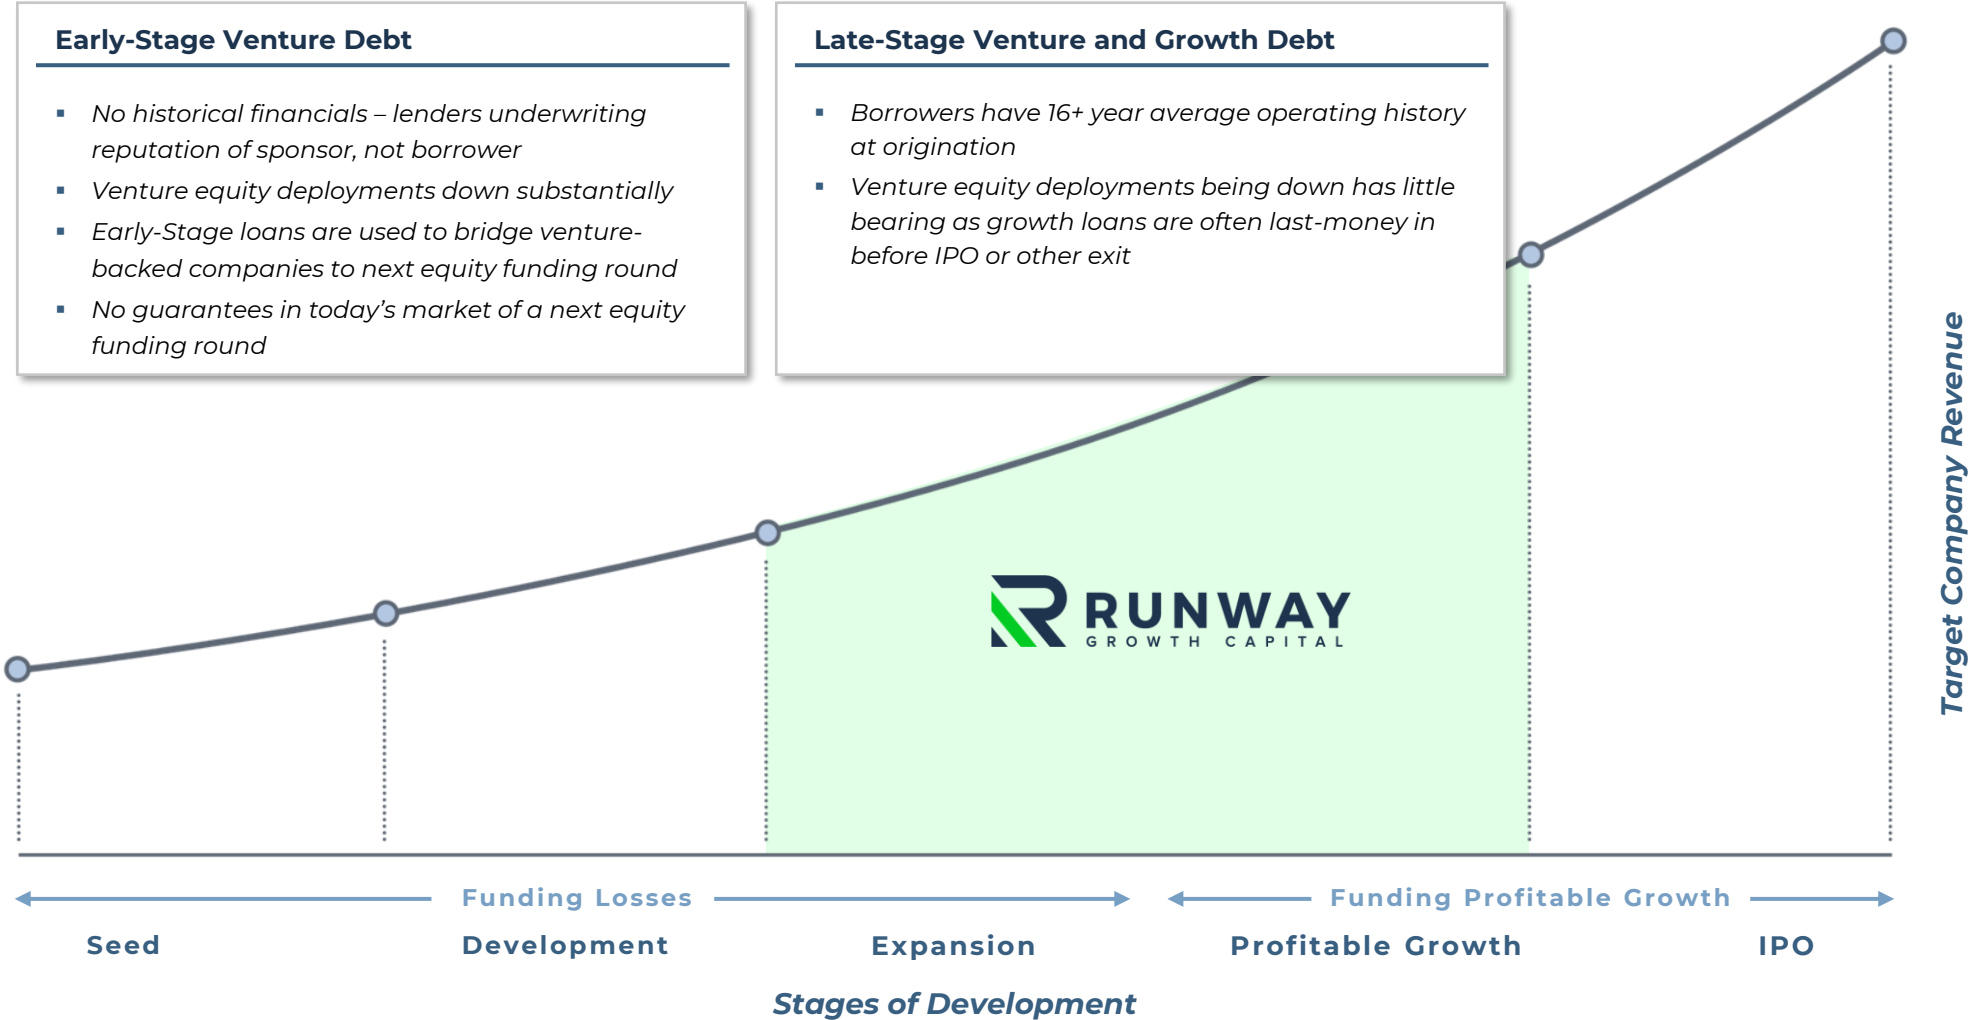 Early-Stage Venture Debt
▪ No historical financials – lenders underwriting
reputation of sponsor, not borrower
▪ Venture equity deployments down substantially
▪ Early-Stage loans are used to bridge venture-
backed companies to next equity funding round
▪ No guarantees in today’s market of a next equity
funding round
Late-Stage Venture and Growth Debt
▪ Borrowers have 16+ year average operating history
at origination
▪ Venture equity deployments being down has little
bearing as growth loans are often last-money in
before IPO or other exit
Target Company Revenue
RUNWAY
GROWTH CAPITAL
Funding Losses
Funding Profitable Growth
Seed
Development
Expansion
Profitable Growth
IPO
Stages of Development